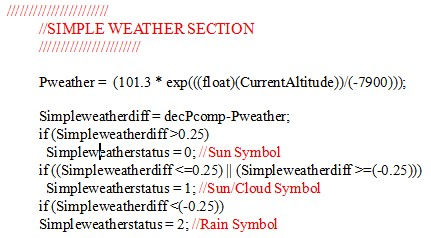 ///////////////////////
//SIMPLE WEATHER SECTION
///////////////////////
Pweather = (101.3 * exp(((float)(CurrentAltitude))/(-7900)));
Simpleweatherdiff = decPcomp-Pweather;
if (Simpleweatherdiff >0.25)
Simpleweatherstatus = 0; //Sun Symbol
if ((Simpleweatherdiff <=0.25) || (Simpleweatherdiff >=(-0.25)))
Simpleweatherstatus = 1; //Sun/Cloud Symbol
if (Simpleweatherdiff <(-0.25))
Simpleweatherstatus = 2; //Rain Symbol